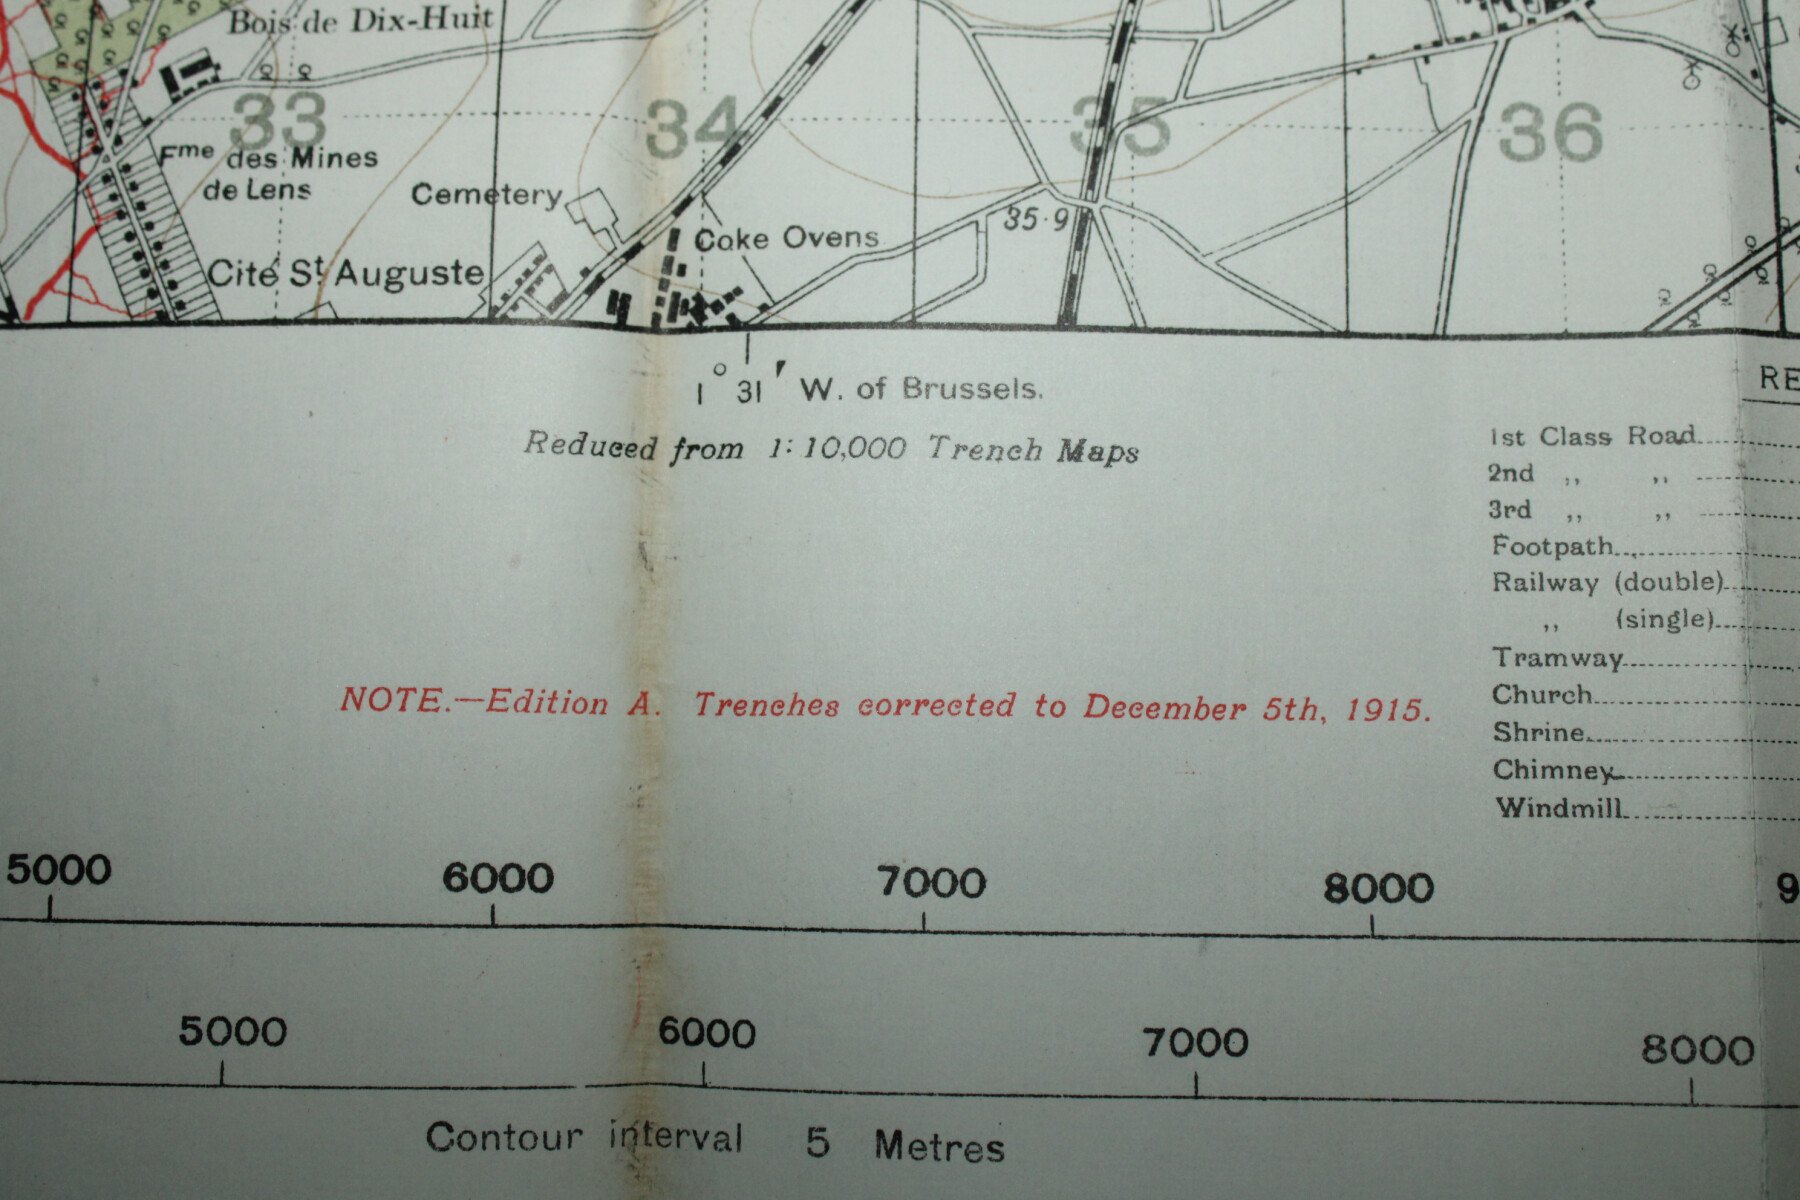 Bois de Dix-Huit
33
34
35
36
Fme des Mines
de Lens
Cemetery
35·9
Coke Ovens
Cité St Auguste
1° 31′ W. of Brussels.
Reduced from 1:10,000 Trench Maps
RE
1st Class Road
2nd ,, ,,
3rd ,, ,,
Footpath
Railway (double)
,, (single)
Tramway
Church
Shrine
Chimney
Windmill
NOTE.—Edition A. Trenches corrected to December 5th, 1915.
5000 6000 7000 8000 9
5000 6000 7000 8000
Contour interval 5 Metres